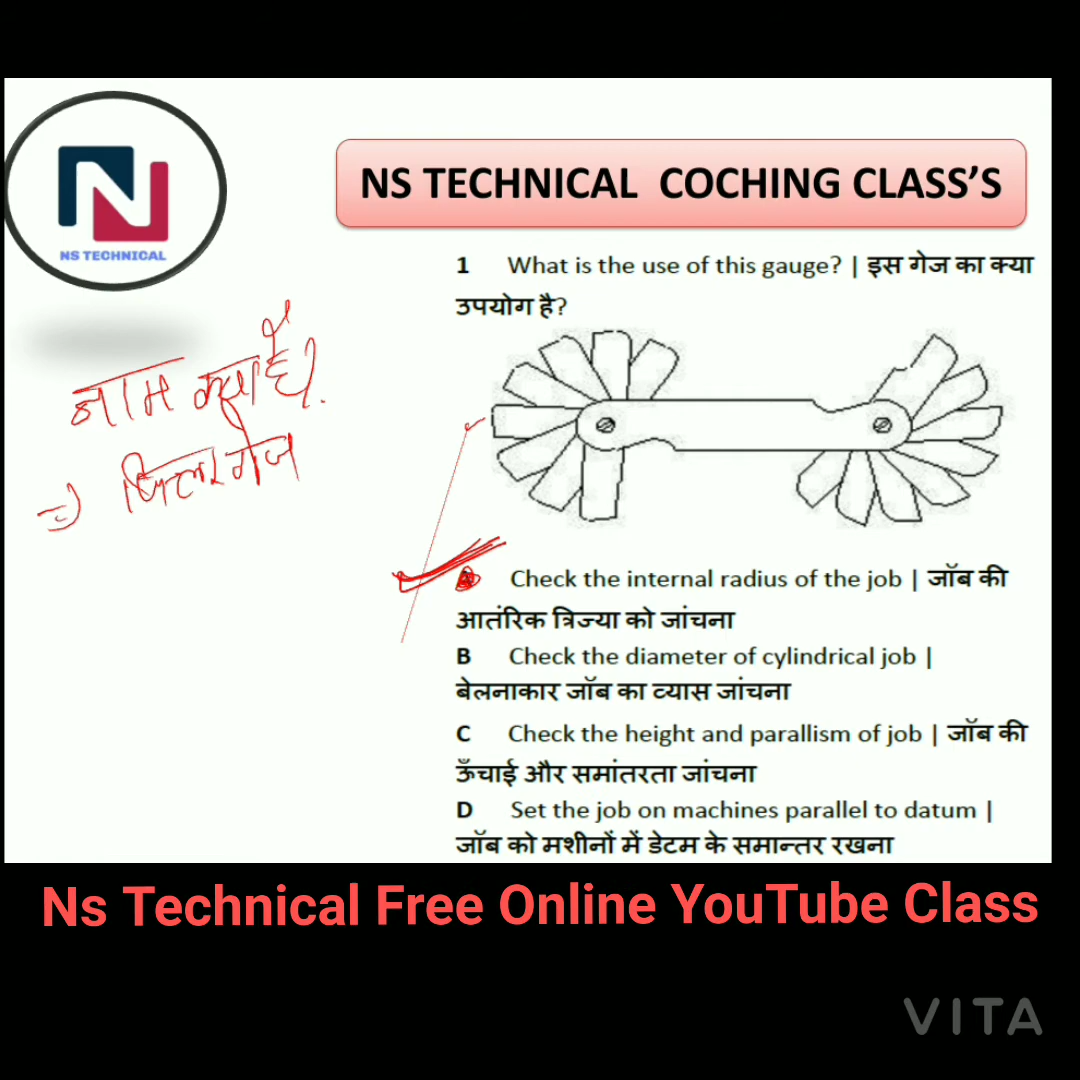 NS TECHNICAL
NS TECHNICAL COCHING CLASS’S
1 What is the use of this gauge? | इस गेज का क्या
उपयोग है?
नाम क्या है?
=) फिलर गेज
Check the internal radius of the job | जॉब की
आतंरिक त्रिज्या को जांचना
B Check the diameter of cylindrical job |
बेलनाकार जॉब का व्यास जांचना
C Check the height and parallism of job | जॉब की
ऊँचाई और समांतरता जांचना
D Set the job on machines parallel to datum |
जॉब को मशीनों में डेटम के समान्तर रखना
Ns Technical Free Online YouTube Class
VITA